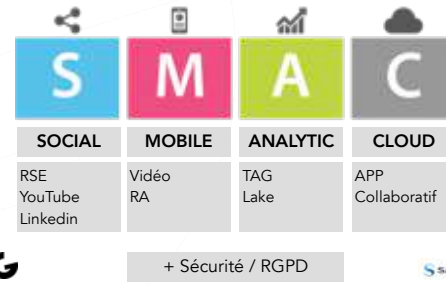 S M A C
SOCIAL MOBILE ANALYTIC CLOUD
RSE Vidéo TAG APP
YouTube RA Lake Collaboratif
Linkedin
+ Sécurité / RGPD